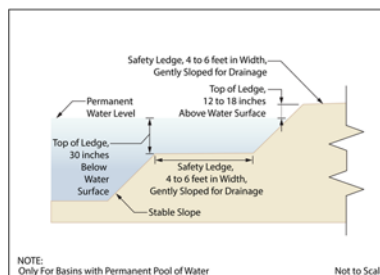 Safety Ledge, 4 to 6 feet in Width,
Gently Sloped for Drainage
Top of Ledge,
12 to 18 inches
Above Water Surface
Permanent
Water Level
Top of Ledge,
30 inches
Below
Water
Surface
Safety Ledge,
4 to 6 feet in Width,
Gently Sloped for Drainage
Stable Slope
NOTE:
Only For Basins with Permanent Pool of Water
Not to Scal